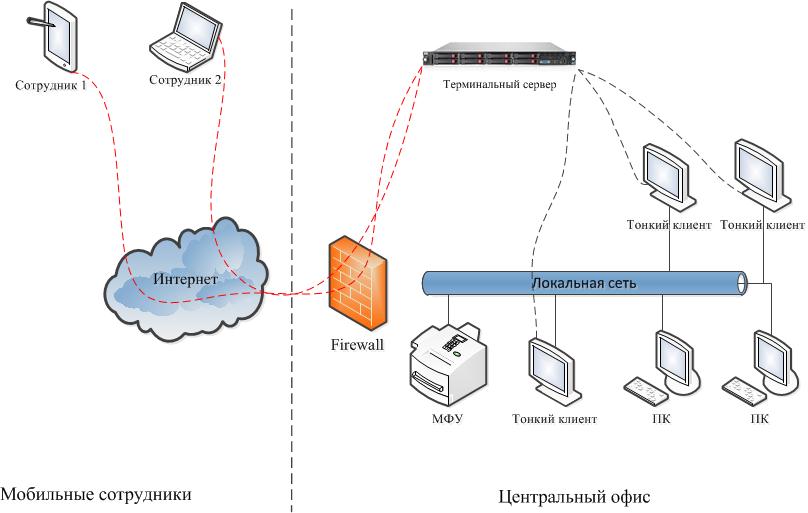 Сотрудник 1
Сотрудник 2
Терминальный сервер
Тонкий клиент
Тонкий клиент
Интернет
Локальная сеть
Firewall
МФУ
Тонкий клиент
ПК
ПК
Мобильные сотрудники
Центральный офис